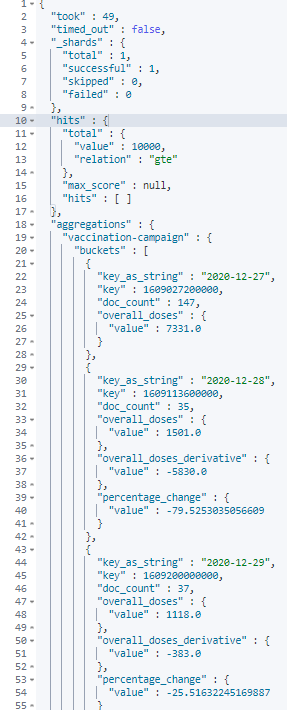 1 {
2 "took" : 49,
3 "timed_out" : false,
4 "_shards" : {
5 "total" : 1,
6 "successful" : 1,
7 "skipped" : 0,
8 "failed" : 0
9 },
10 "hits" : {
11 "total" : {
12 "value" : 10000,
13 "relation" : "gte"
14 },
15 "max_score" : null,
16 "hits" : [ ]
17 },
18 "aggregations" : {
19 "vaccination-campaign" : {
20 "buckets" : [
21 {
22 "key_as_string" : "2020-12-27",
23 "key" : 1609027200000,
24 "doc_count" : 147,
25 "overall_doses" : {
26 "value" : 7331.0
27 }
28 },
29 {
30 "key_as_string" : "2020-12-28",
31 "key" : 1609113600000,
32 "doc_count" : 35,
33 "overall_doses" : {
34 "value" : 1501.0
35 },
36 "overall_doses_derivative" : {
37 "value" : -5830.0
38 },
39 "percentage_change" : {
40 "value" : -79.5253035056609
41 }
42 },
43 {
44 "key_as_string" : "2020-12-29",
45 "key" : 1609200000000,
46 "doc_count" : 37,
47 "overall_doses" : {
48 "value" : 1118.0
49 },
50 "overall_doses_derivative" : {
51 "value" : -383.0
52 },
53 "percentage_change" : {
54 "value" : -25.51632245169887
55 }